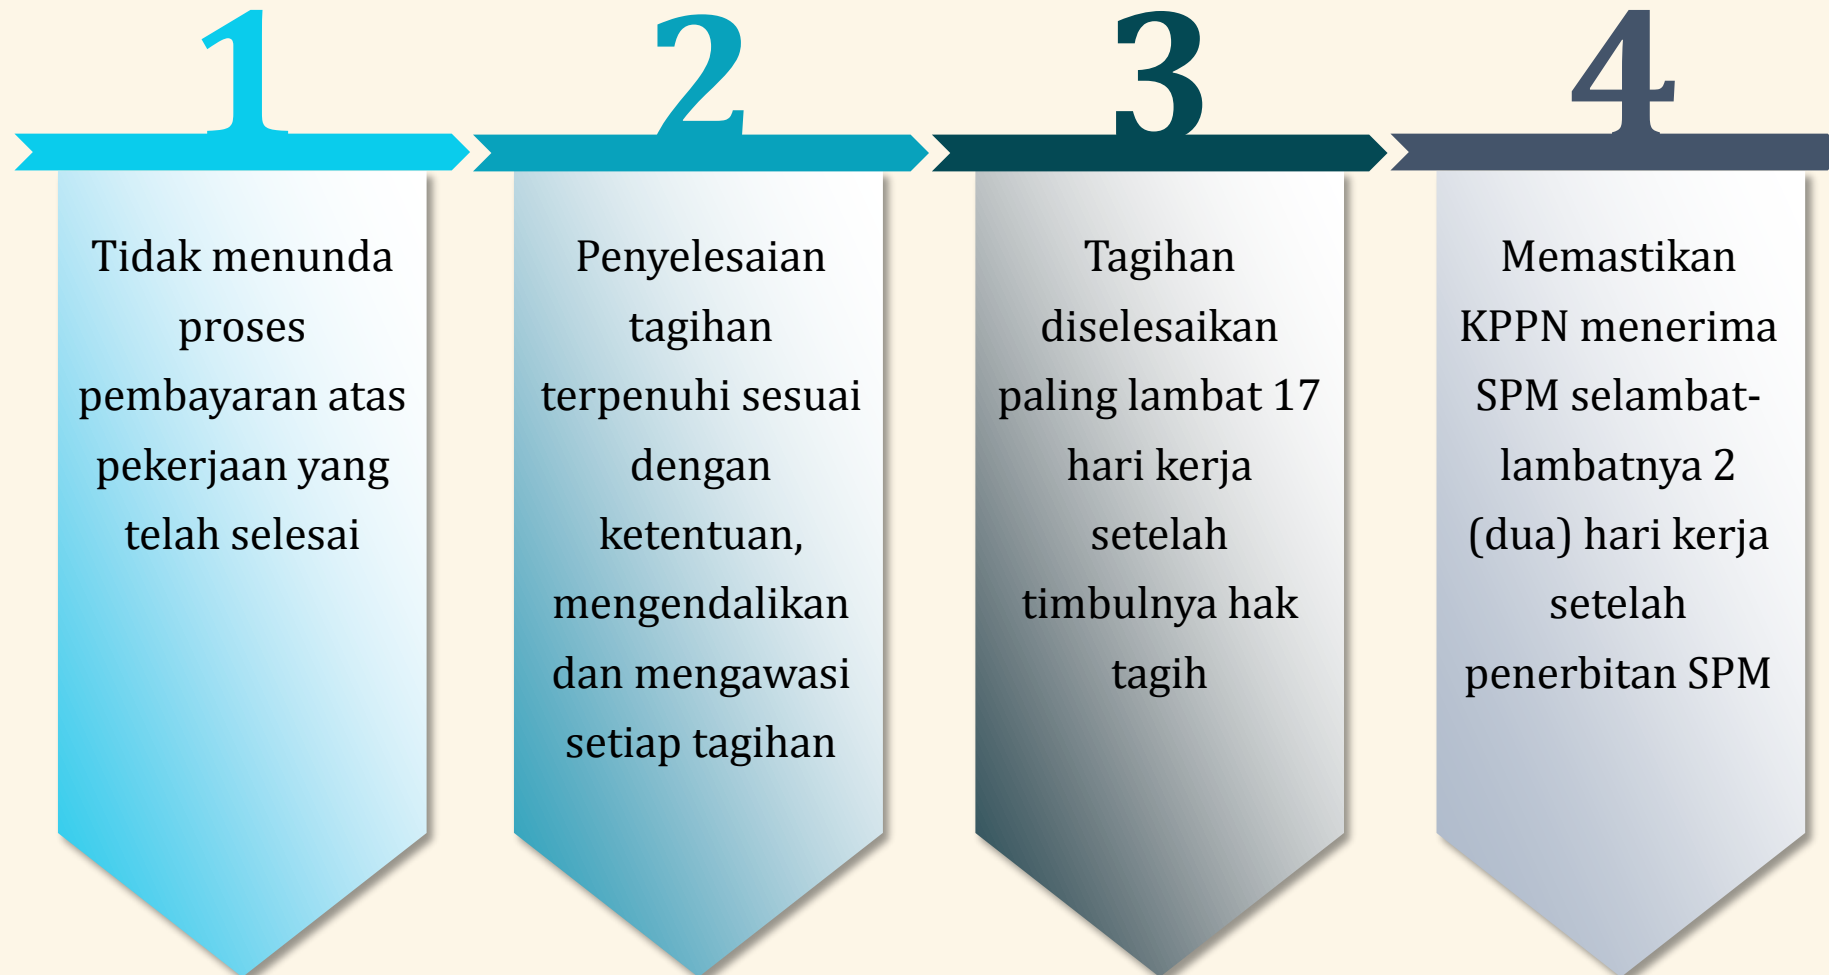 1
Tidak menunda
proses
pembayaran atas
pekerjaan yang
telah selesai
2
Penyelesaian
tagihan
terpenuhi sesuai
dengan
ketentuan,
mengendalikan
dan mengawasi
setiap tagihan
3
Tagihan
diselesaikan
paling lambat 17
hari kerja
setelah
timbulnya hak
tagih
4
Memastikan
KPPN menerima
SPM selambat-
lambatnya 2
(dua) hari kerja
setelah
penerbitan SPM